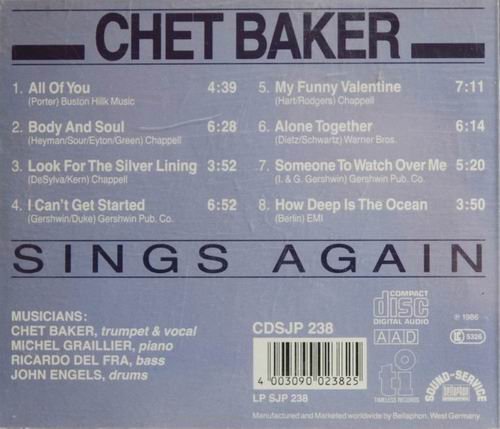 CHET BAKER
1. All Of You 4:39
(Porter) Buston Hillk Music
2. Body And Soul 6:28
(Heyman/Sour/Eyton/Green) Chappell
3. Look For The Silver Lining 3:52
(DeSylva/Kern) Chappell
4. I Can't Get Started 6:52
(Gershwin/Duke) Gershwin Pub. Co.
5. My Funny Valentine 7:11
(Hart/Rodgers) Chappell
6. Alone Together 6:14
(Dietz/Schwartz) Warner Bros.
7. Someone To Watch Over Me 5:20
(I. & G. Gershwin) Gershwin Pub. Co.
8. How Deep Is The Ocean 3:50
(Berlin) EMI
SINGS AGAIN
MUSICIANS:
CHET BAKER, trumpet & vocal
MICHEL GRAILLIER, piano
RICARDO DEL FRA, bass
JOHN ENGELS, drums
CDSJP 238
4 003090 023825
LP SJP 238
COMPACT
disc
DIGITAL AUDIO
AAD
ti
TIMELESS RECORDS
℗ 1986
LC 5326
SOUND-SERVICE
bellaphon
Manufactured and Marketed worldwide by Bellaphon, West Germany